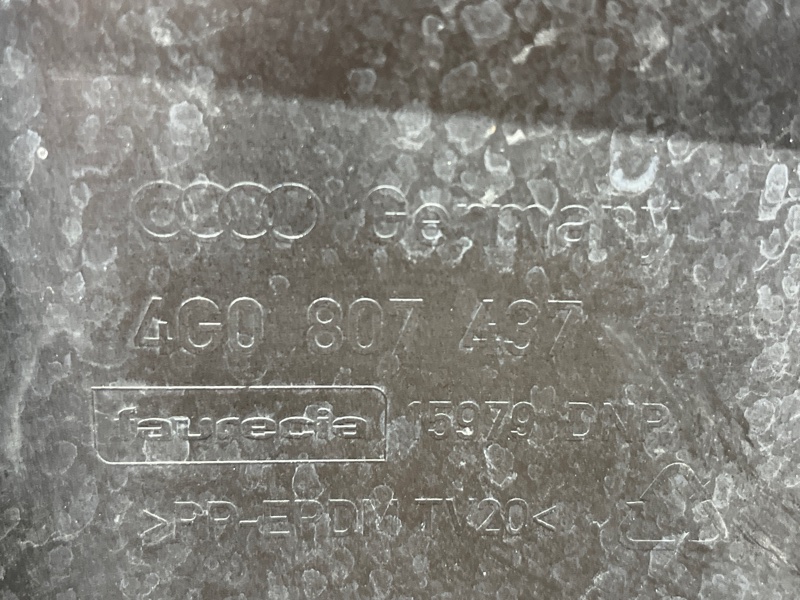 Germany
4G0 807 437
faurecia 15979 DNP
>PP-EPDM TV20<